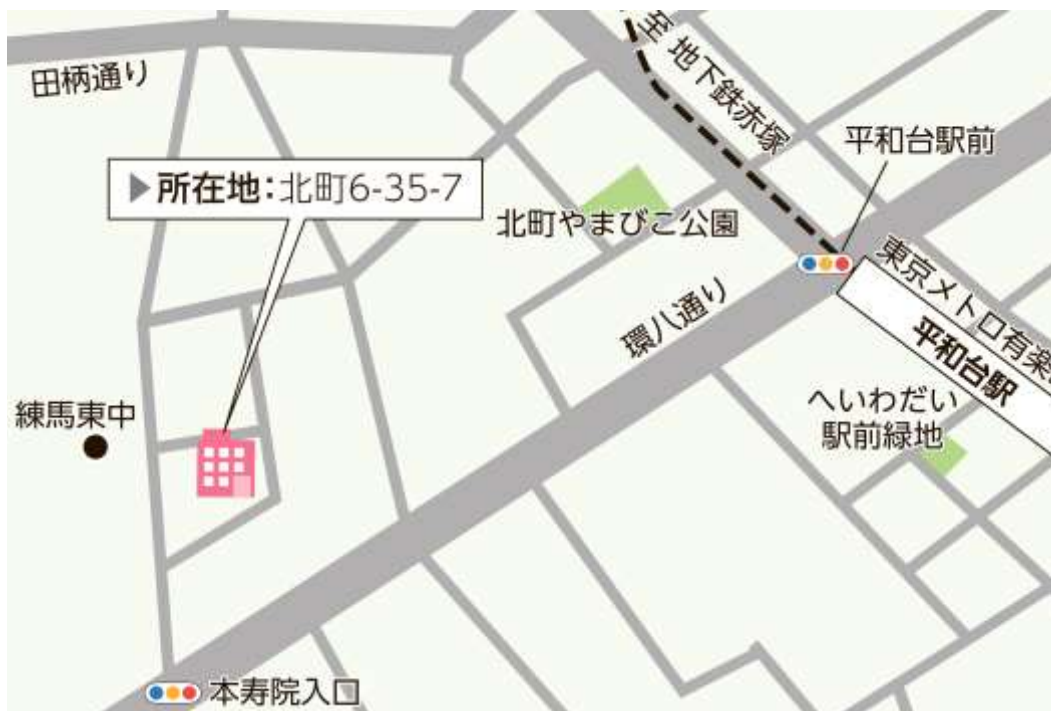 田柄通り
至 地下鉄赤塚
平和台駅前
▶所在地：北町6-35-7
北町やまびこ公園
東京メトロ有楽
環八通り
平和台駅
へいわだい
駅前緑地
練馬東中
本寿院入口